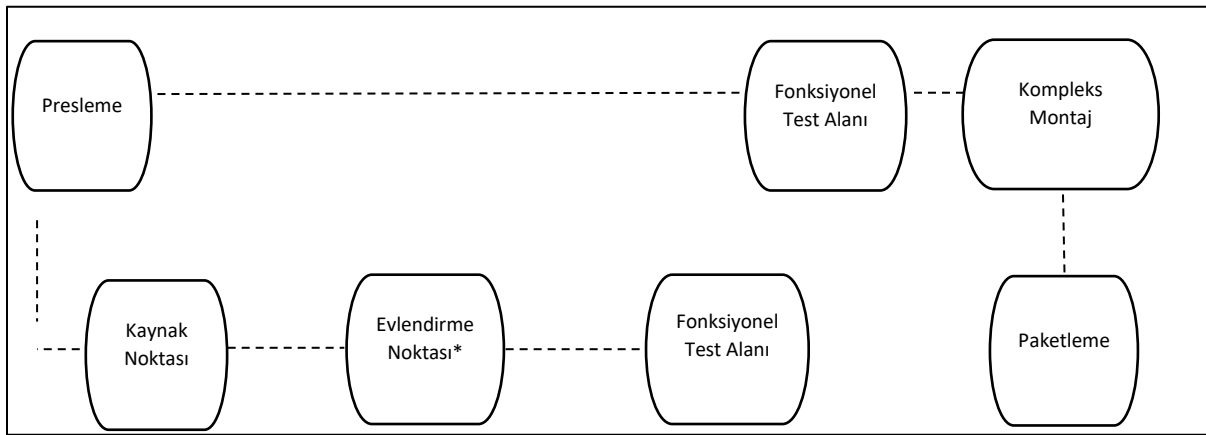 Presleme
Fonksiyonel
Test Alanı
Kompleks
Montaj
Kaynak
Noktası
Evlendirme
Noktası*
Fonksiyonel
Test Alanı
Paketleme